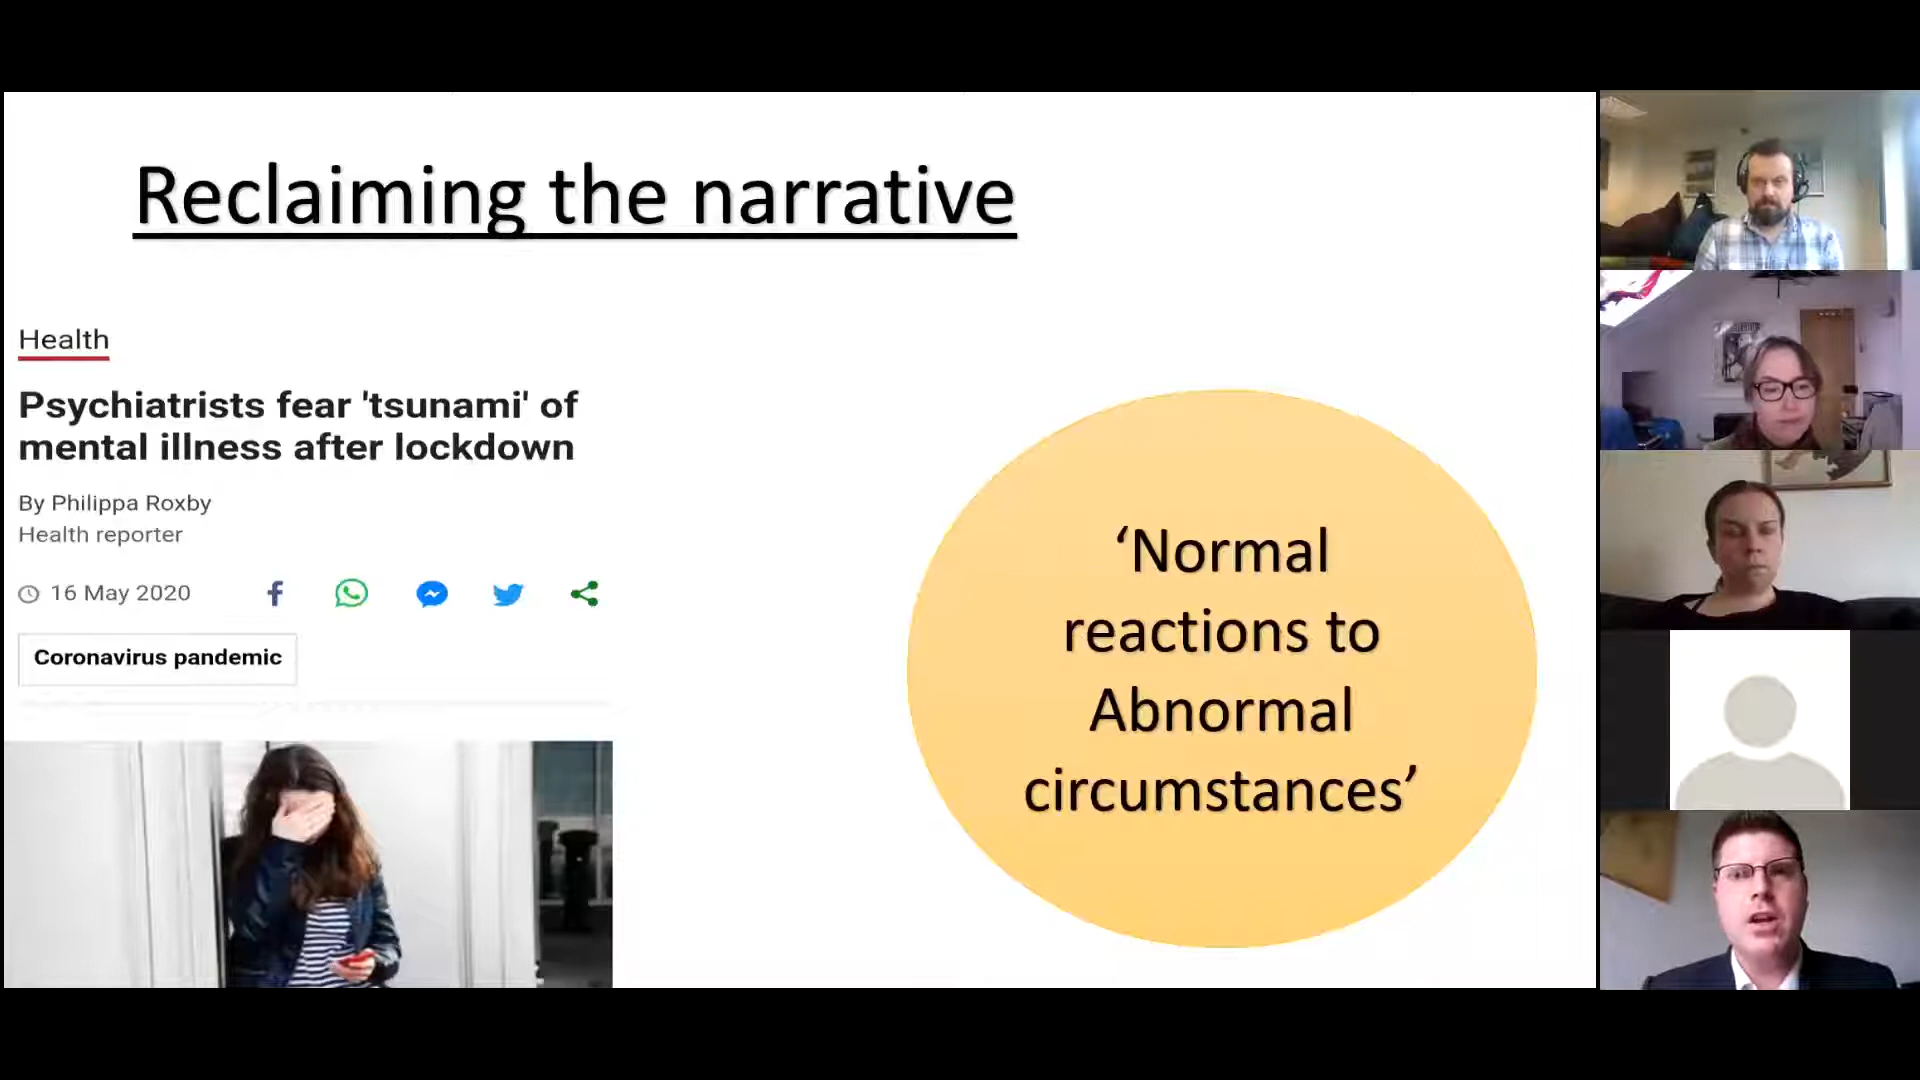 Reclaiming the narrative
Health
Psychiatrists fear 'tsunami' of
mental illness after lockdown
By Philippa Roxby
Health reporter
16 May 2020
Coronavirus pandemic
‘Normal
reactions to
Abnormal
circumstances’